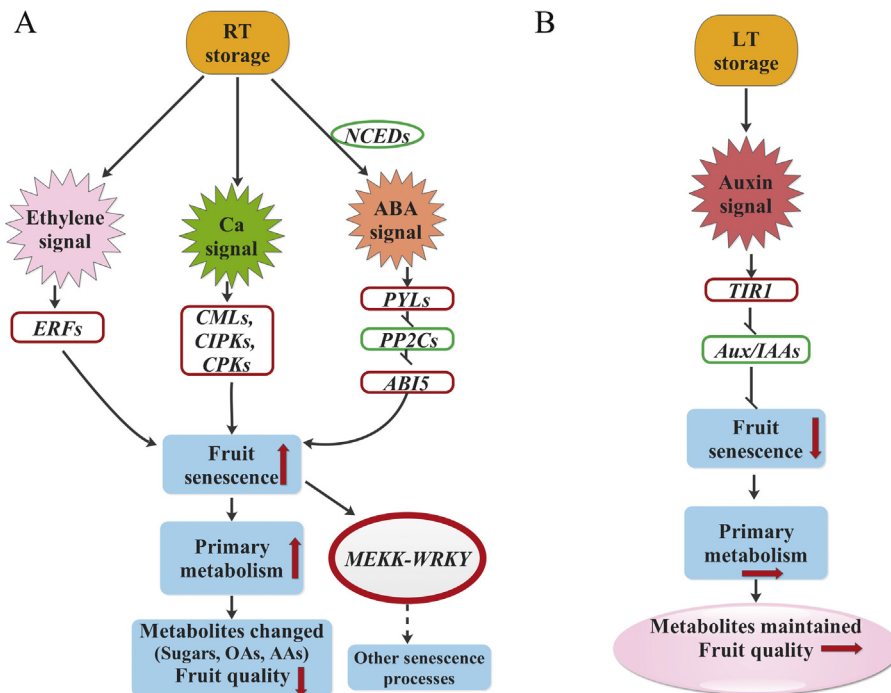 A
RT
storage
NCEDs
Ethylene
signal
Ca
signal
ABA
signal
ERFs
CMLs,
CIPKs,
CPKs
PYLs
PP2Cs
ABI5
Fruit
senescence
Primary
metabolism
MEKK-WRKY
Metabolites changed
(Sugars, OAs, AAs)
Fruit quality
Other senescence
processes
B
LT
storage
Auxin
signal
TIR1
Aux/IAAs
Fruit
senescence
Primary
metabolism
Metabolites maintained
Fruit quality